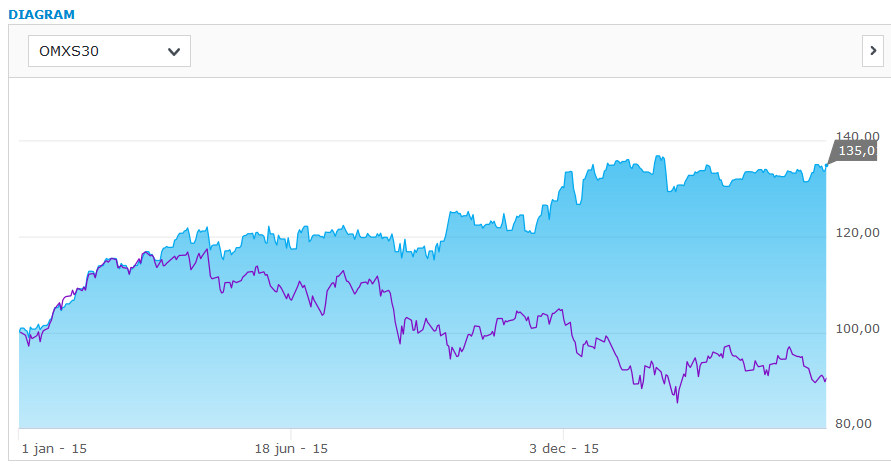 DIAGRAM
OMXS30
140,00
135,0
120,00
100,00
80,00
1 jan - 15
18 jun - 15
3 dec - 15